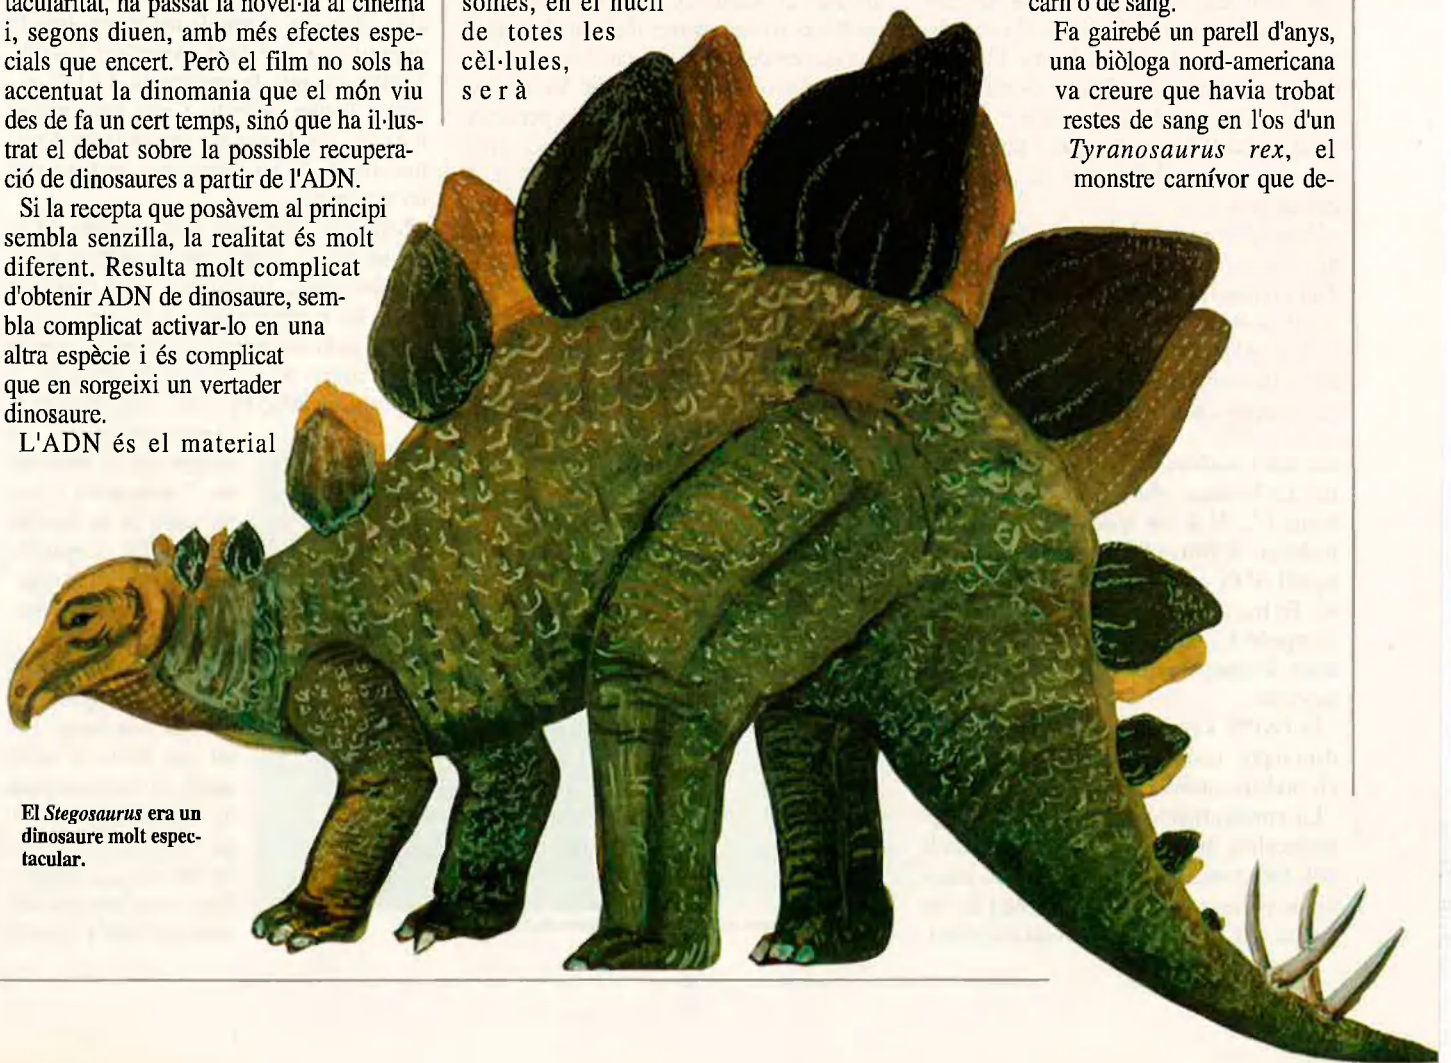 tacularitat, ha passat la novel·la al cinema
i, segons diuen, amb més efectes espe-
cials que encert. Però el film no sols ha
accentuat la dinomania que el món viu
des de fa un cert temps, sinó que ha il·lus-
trat el debat sobre la possible recupera-
ció de dinosaures a partir de l'ADN.
Si la recepta que posàvem al principi
sembla senzilla, la realitat és molt
diferent. Resulta molt complicat
d'obtenir ADN de dinosaure, sem-
bla complicat activar-lo en una
altra espècie i és complicat
que en sorgeixi un vertader
dinosaure.
L'ADN és el material
somes, en el nucli
de totes les
cèl·lules,
serà
carn o de sang.
Fa gairebé un parell d'anys,
una biòloga nord-americana
va creure que havia trobat
restes de sang en l'os d'un
Tyranosaurus rex, el
monstre carnívor que de-
El Stegosaurus era un
dinosaure molt espec-
tacular.